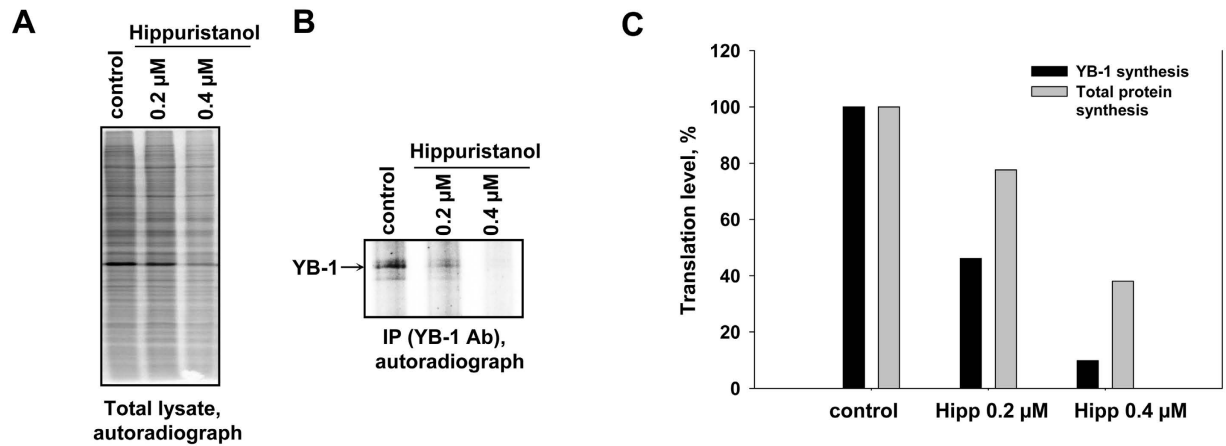 A
Hippuristanol
control
0.2 µM
0.4 µM
Total lysate,
autoradiograph
B
Hippuristanol
control
0.2 µM
0.4 µM
YB-1
IP (YB-1 Ab),
autoradiograph
C
Translation level, %
120
100
80
60
40
20
0
YB-1 synthesis
Total protein
synthesis
control
Hipp 0.2 µM
Hipp 0.4 µM